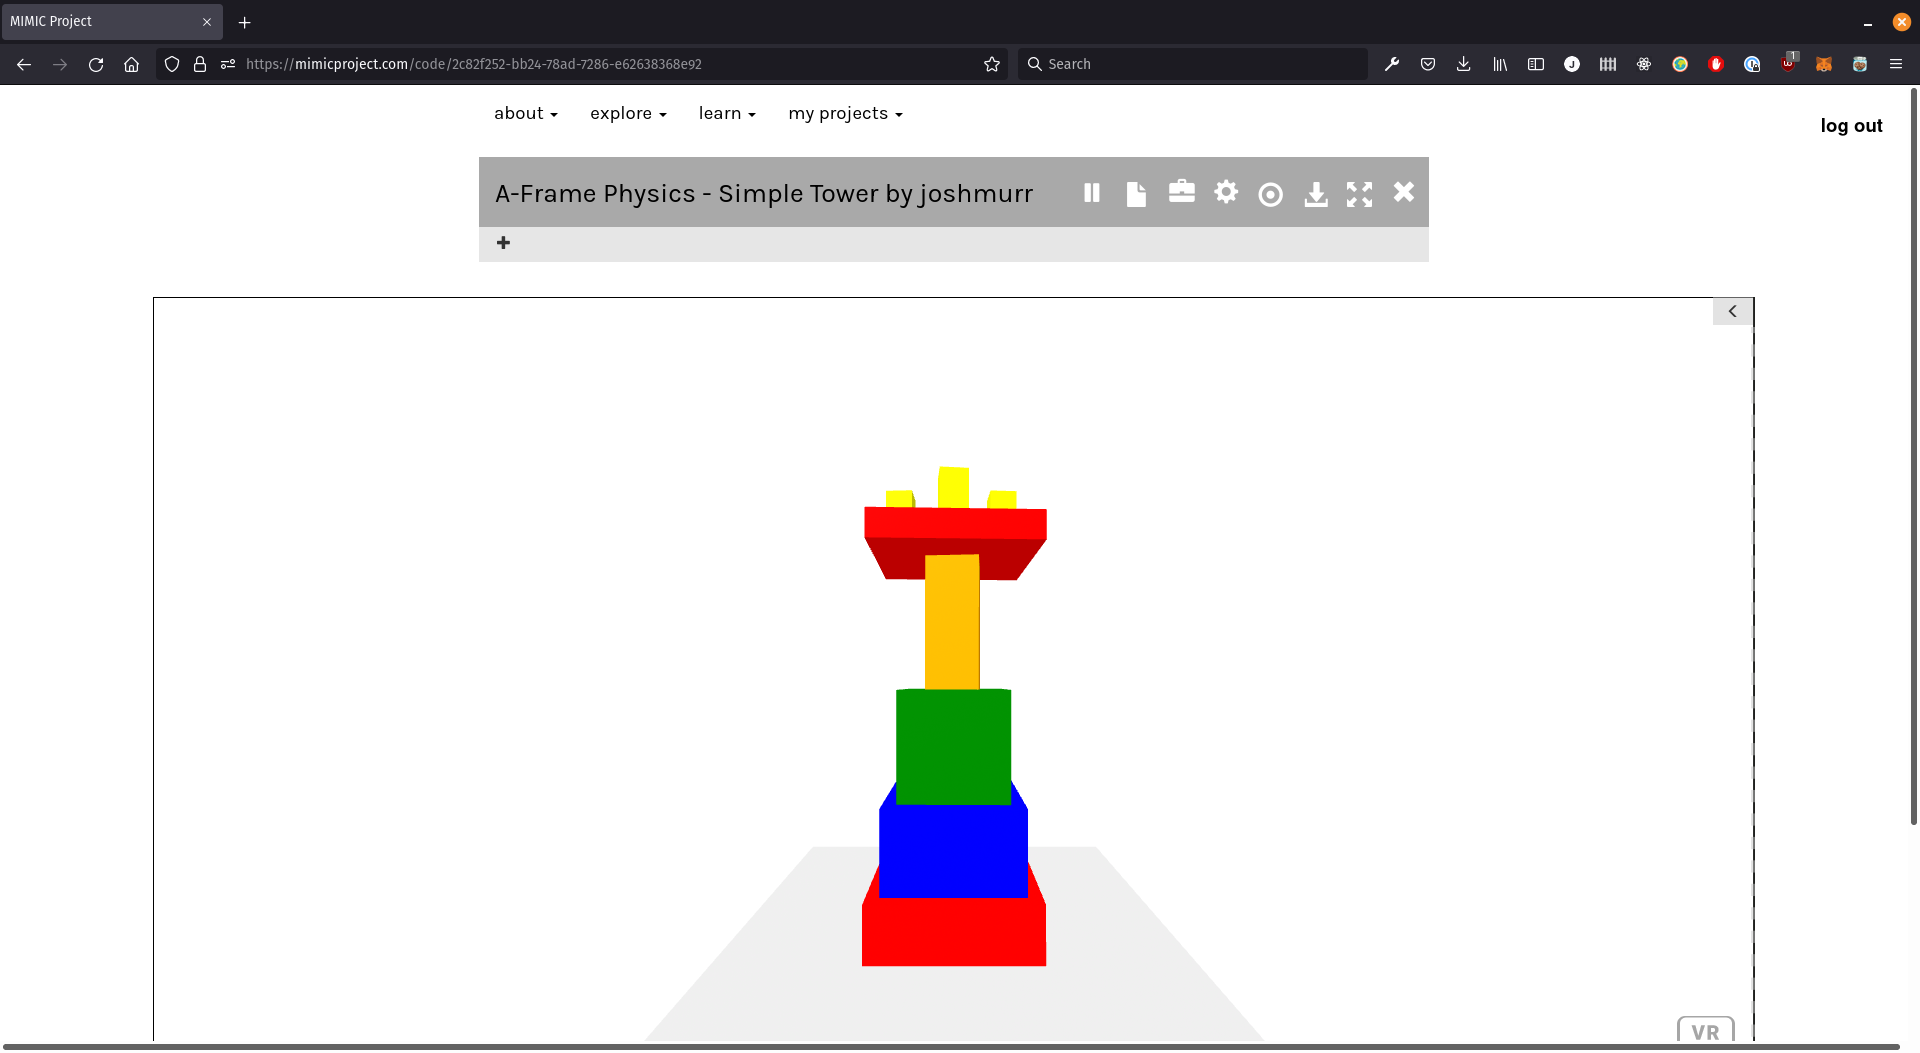 MIMIC Project
https://mimicproject.com/code/2c82f252-bb24-78ad-7286-e62638368e92
Search
1
about explore learn my projects
log out
A-Frame Physics - Simple Tower by joshmurr
VR